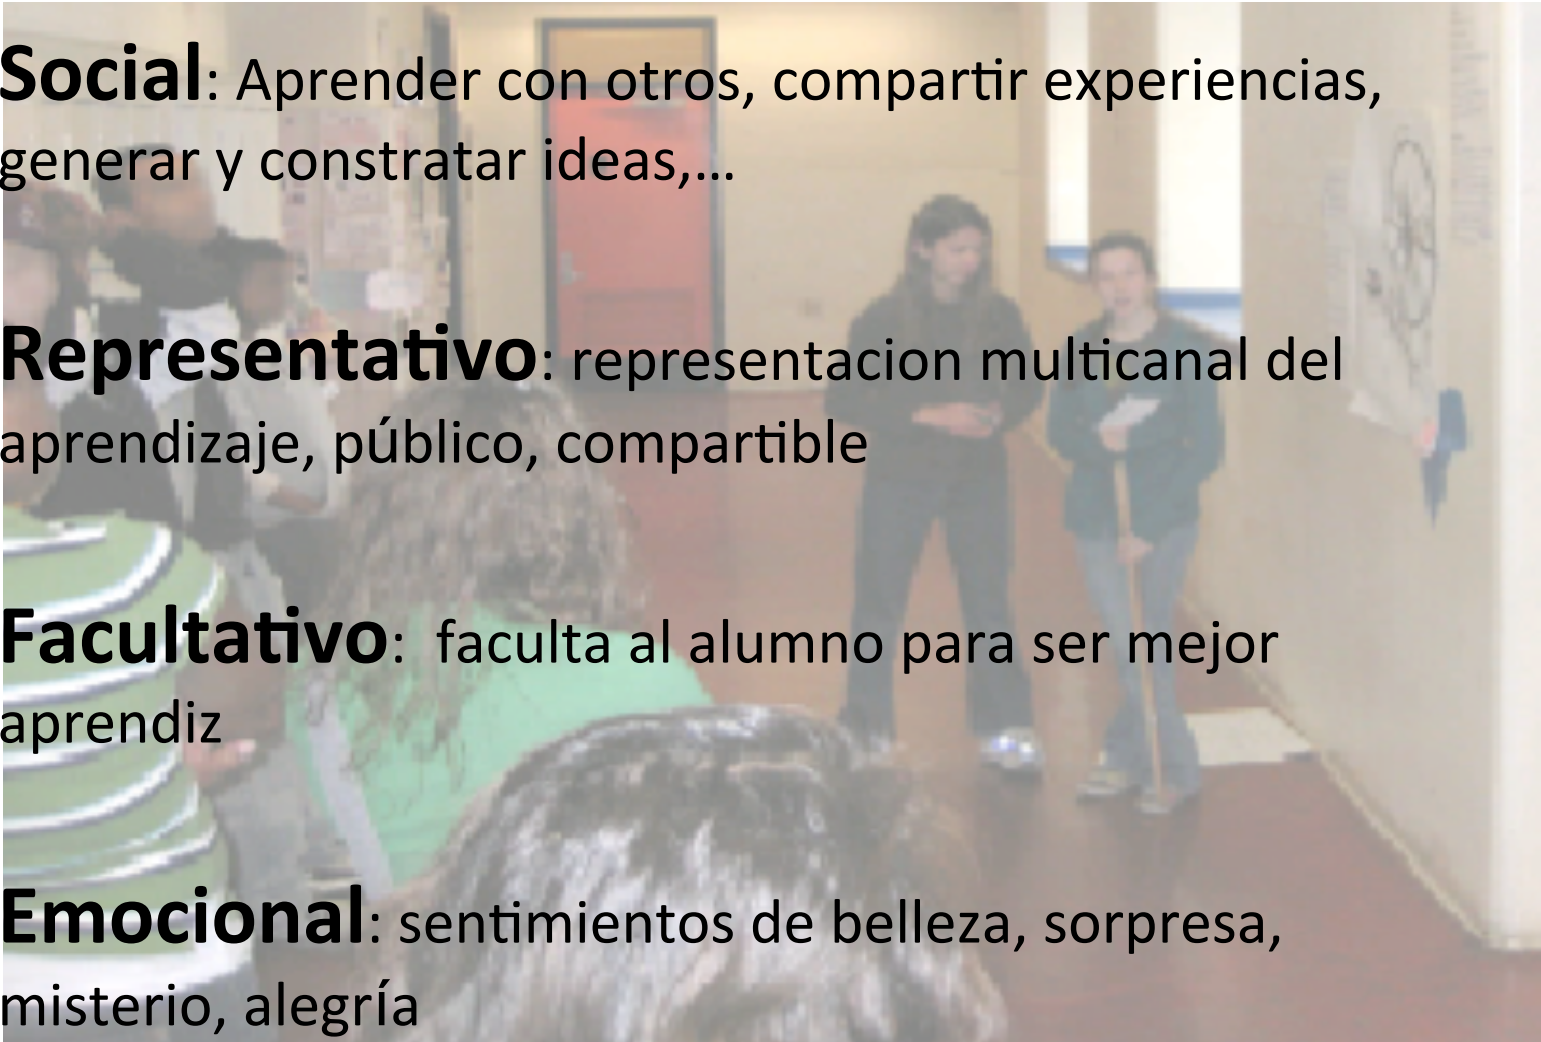 Social: Aprender con otros, compartir experiencias,
generar y constratar ideas,...
Representativo: representacion multicanal del
aprendizaje, público, compartible
Facultativo:  faculta al alumno para ser mejor
aprendiz
Emocional: sentimientos de belleza, sorpresa,
misterio, alegría